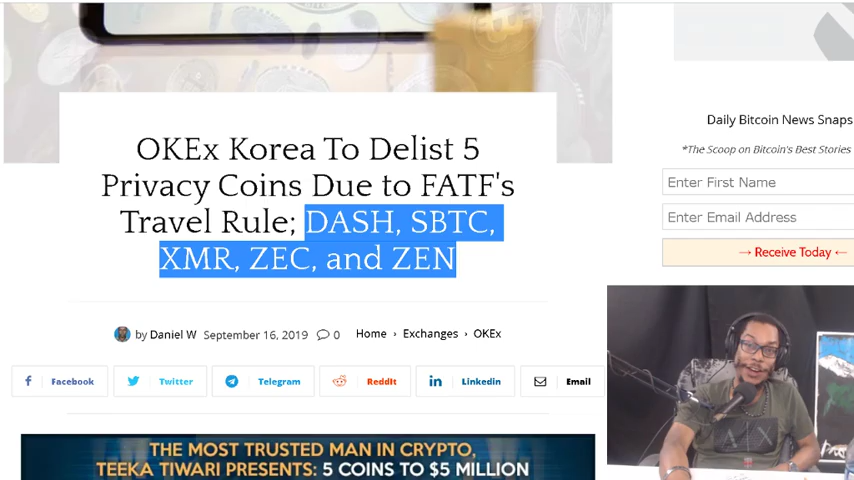 OKEx Korea To Delist 5
Privacy Coins Due to FATF's
Travel Rule; DASH, SBTC,
XMR, ZEC, and ZEN
by Daniel W September 16, 2019 0 Home › Exchanges › OKEx
Facebook Twitter Telegram ReddIt Linkedin Email
THE MOST TRUSTED MAN IN CRYPTO,
TEEKA TIWARI PRESENTS: 5 COINS TO $5 MILLION
Daily Bitcoin News Snaps
*The Scoop on Bitcoin's Best Stories
Enter First Name
Enter Email Address
→ Receive Today ←
AX